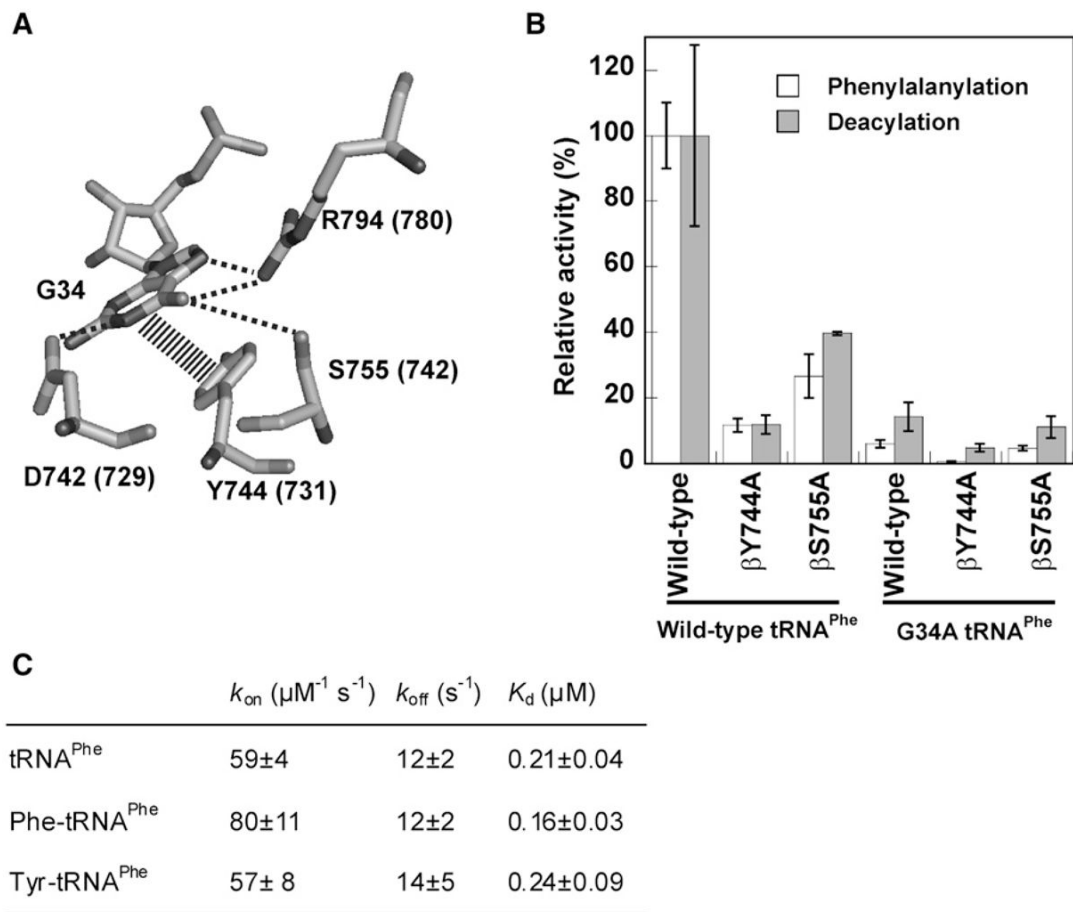 A
R794 (780)
G34
S755 (742)
D742 (729)
Y744 (731)
B
Relative activity (%)
120
100
80
60
40
20
0
Phenylalanylation
Deacylation
Wild-type
βY744A
βS755A
Wild-type
βY744A
βS755A
Wild-type tRNA^Phe
G34A tRNA^Phe
C
k_on (μM^-1 s^-1) k_off (s^-1) K_d (μM)
tRNA^Phe 59±4 12±2 0.21±0.04
Phe-tRNA^Phe 80±11 12±2 0.16±0.03
Tyr-tRNA^Phe 57± 8 14±5 0.24±0.09